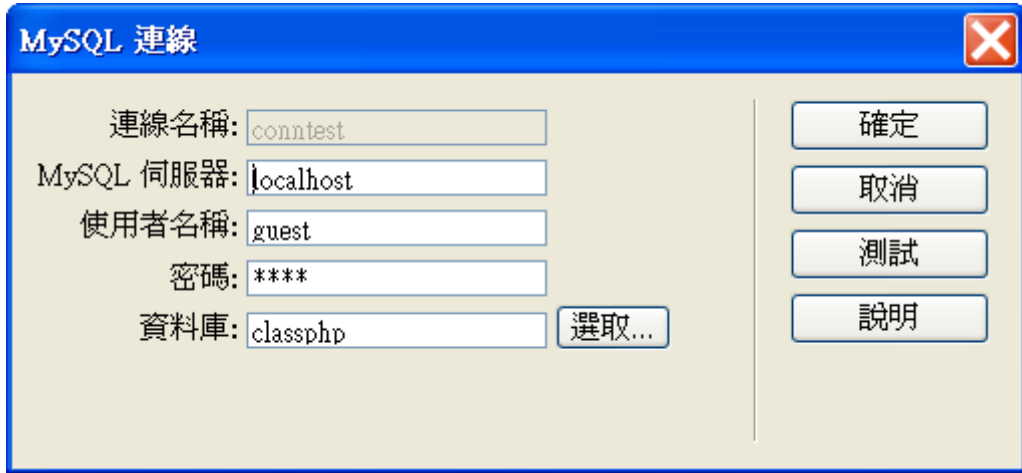 MySQL 連線
連線名稱: conntest
MySQL 伺服器: localhost
使用者名稱: guest
密碼: ****
資料庫: classphp 選取...
確定
取消
測試
說明